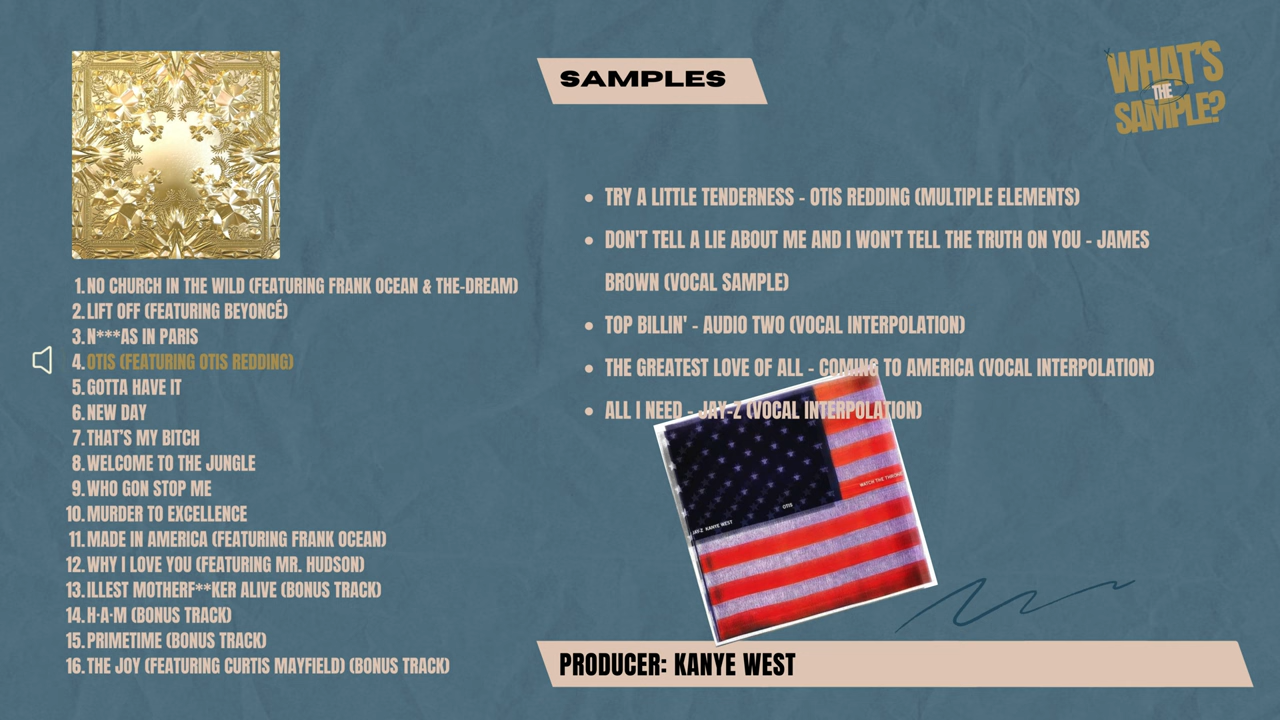 WHAT'S
THE
SAMPLE?
SAMPLES
TRY A LITTLE TENDERNESS - OTIS REDDING (MULTIPLE ELEMENTS)
DON'T TELL A LIE ABOUT ME AND I WON'T TELL THE TRUTH ON YOU - JAMES
BROWN (VOCAL SAMPLE)
TOP BILLIN' - AUDIO TWO (VOCAL INTERPOLATION)
THE GREATEST LOVE OF ALL - COMING TO AMERICA (VOCAL INTERPOLATION)
ALL I NEED - JAY-Z (VOCAL INTERPOLATION)
1. NO CHURCH IN THE WILD (FEATURING FRANK OCEAN & THE-DREAM)
2. LIFT OFF (FEATURING BEYONCÉ)
3. N***AS IN PARIS
4. OTIS (FEATURING OTIS REDDING)
5. GOTTA HAVE IT
6. NEW DAY
7. THAT'S MY BITCH
8. WELCOME TO THE JUNGLE
9. WHO GON STOP ME
10. MURDER TO EXCELLENCE
11. MADE IN AMERICA (FEATURING FRANK OCEAN)
12. WHY I LOVE YOU (FEATURING MR. HUDSON)
13. ILLEST MOTHERF**KER ALIVE (BONUS TRACK)
14. H•A•M (BONUS TRACK)
15. PRIMETIME (BONUS TRACK)
16. THE JOY (FEATURING CURTIS MAYFIELD) (BONUS TRACK)
JAY-Z KANYE WEST
OTIS
WATCH THE THRONE
PRODUCER: KANYE WEST